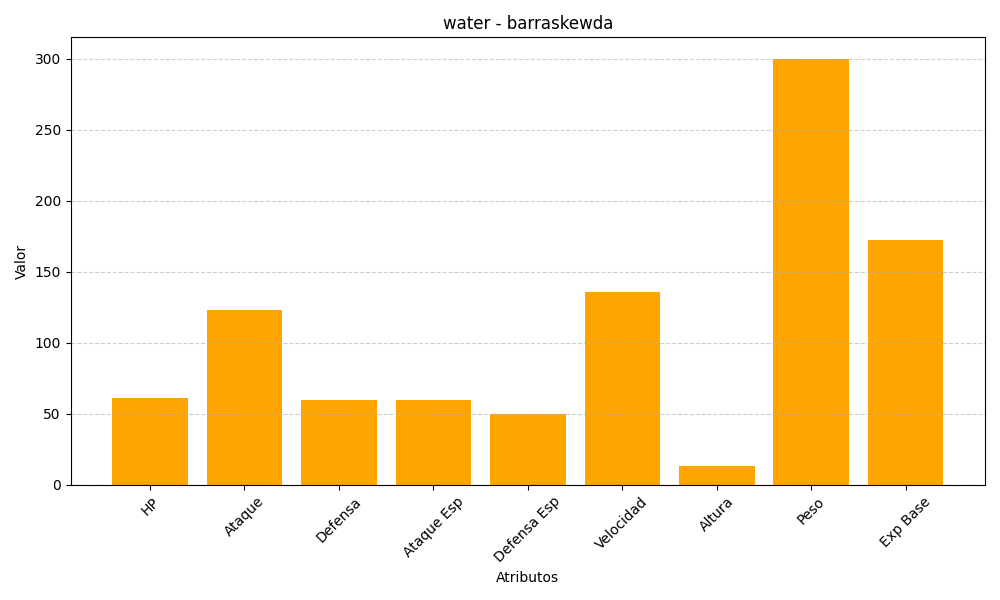 water - barraskewda
Valor
300
250
200
150
100
50
0
HP
Ataque
Defensa
Ataque Esp
Defensa Esp
Velocidad
Altura
Peso
Exp Base
Atributos